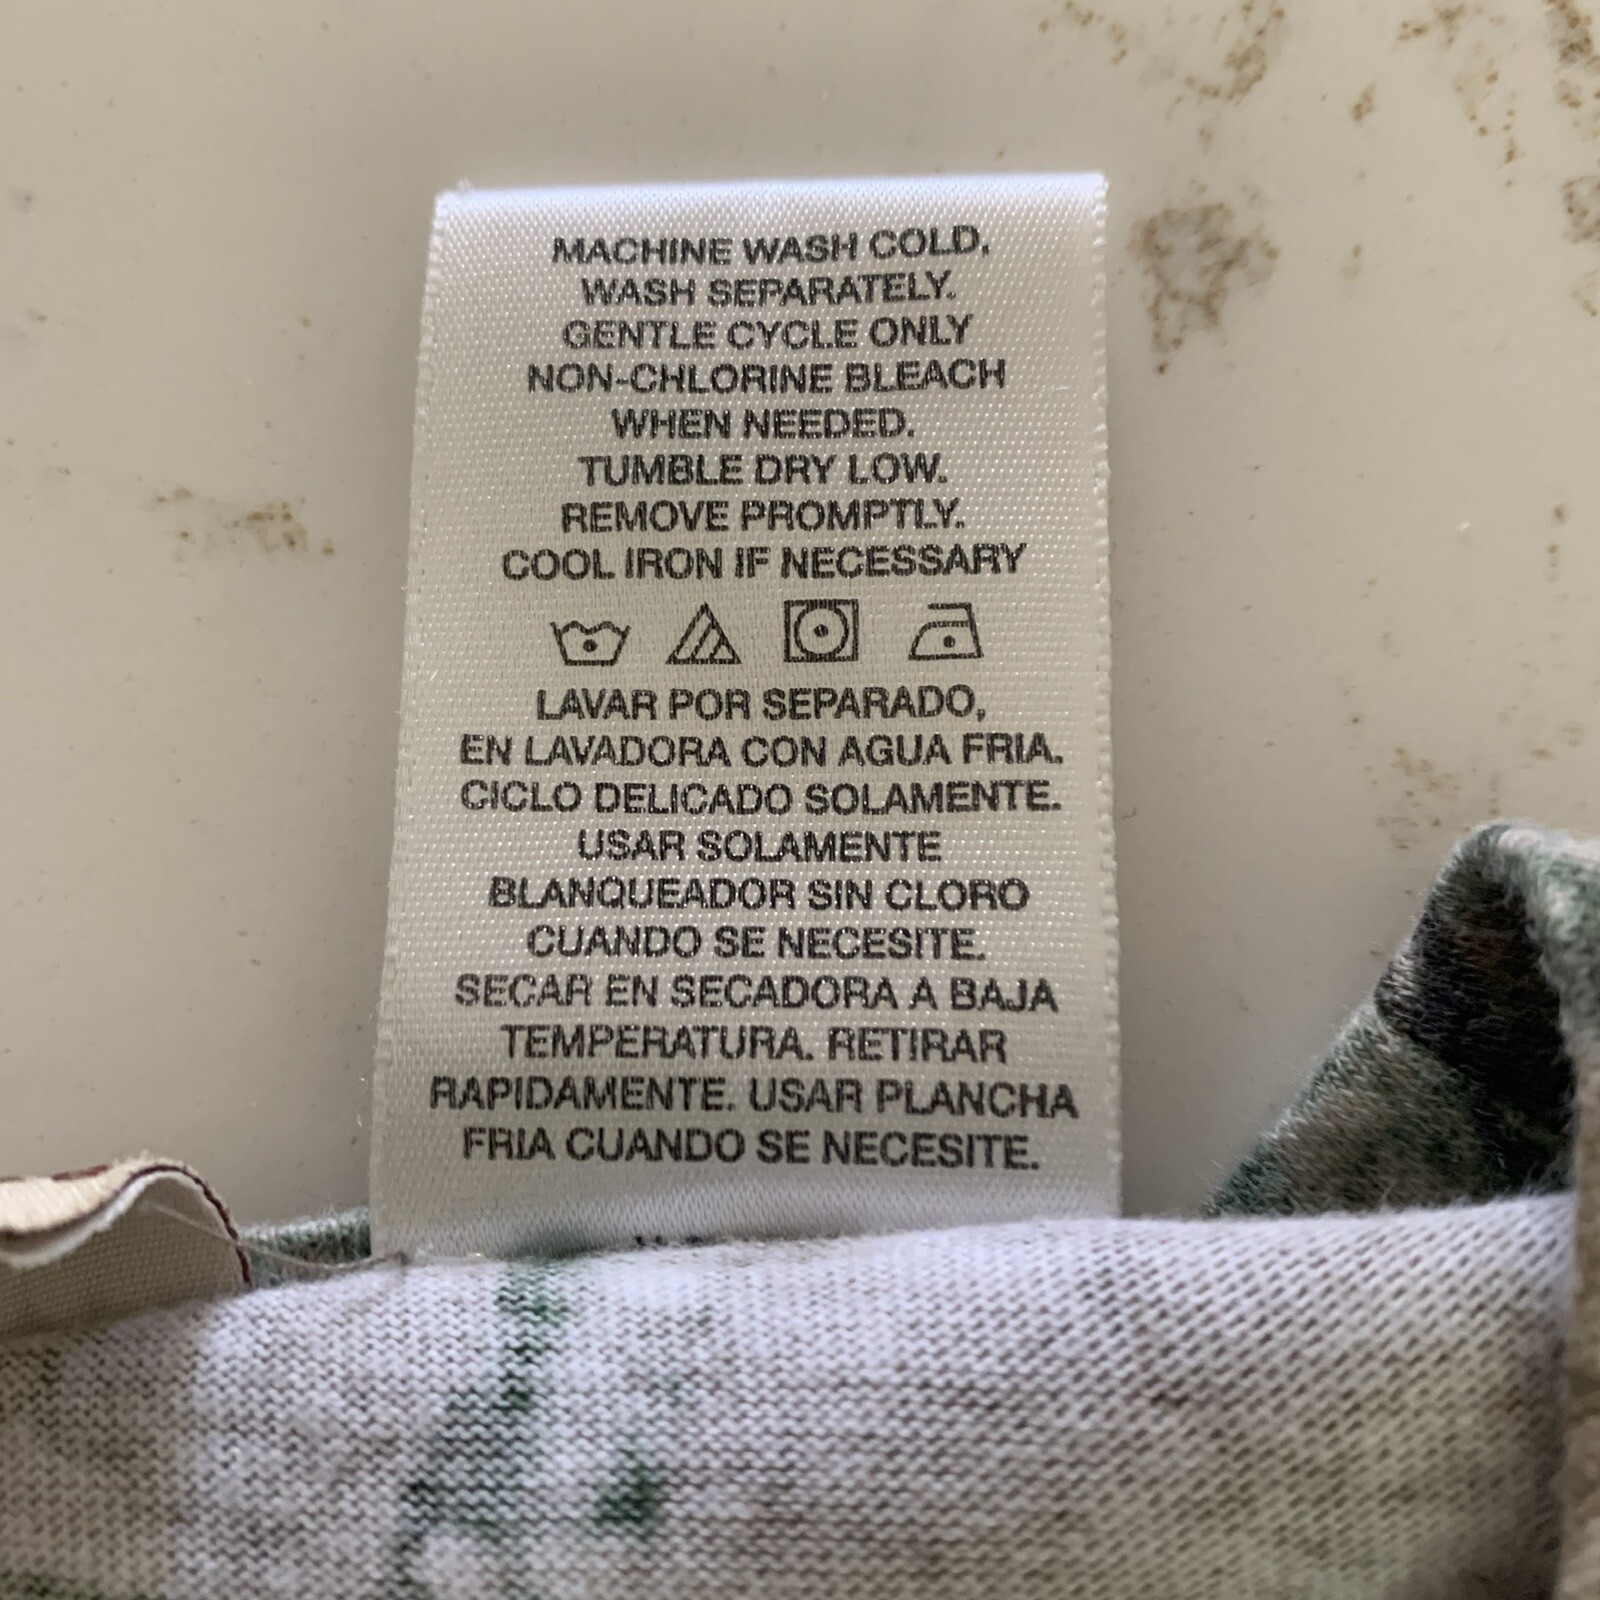 MACHINE WASH COLD,
WASH SEPARATELY.
GENTLE CYCLE ONLY
NON-CHLORINE BLEACH
WHEN NEEDED.
TUMBLE DRY LOW.
REMOVE PROMPTLY.
COOL IRON IF NECESSARY
LAVAR POR SEPARADO,
EN LAVADORA CON AGUA FRIA.
CICLO DELICADO SOLAMENTE.
USAR SOLAMENTE
BLANQUEADOR SIN CLORO
CUANDO SE NECESITE.
SECAR EN SECADORA A BAJA
TEMPERATURA. RETIRAR
RAPIDAMENTE. USAR PLANCHA
FRIA CUANDO SE NECESITE.